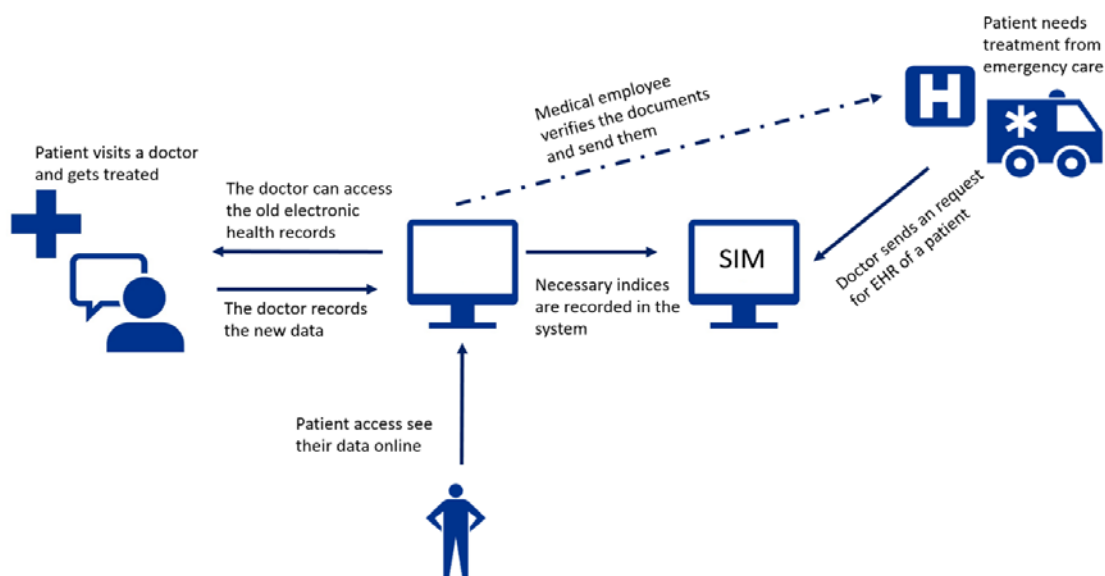 Patient needs
treatment from
emergency care
H
Medical employee
verifies the documents
and send them
Patient visits a doctor
and gets treated
The doctor can access
the old electronic
health records
SIM
Doctor sends an request
for EHR of a patient
The doctor records
the new data
Necessary indices
are recorded in the
system
Patient access see
their data online